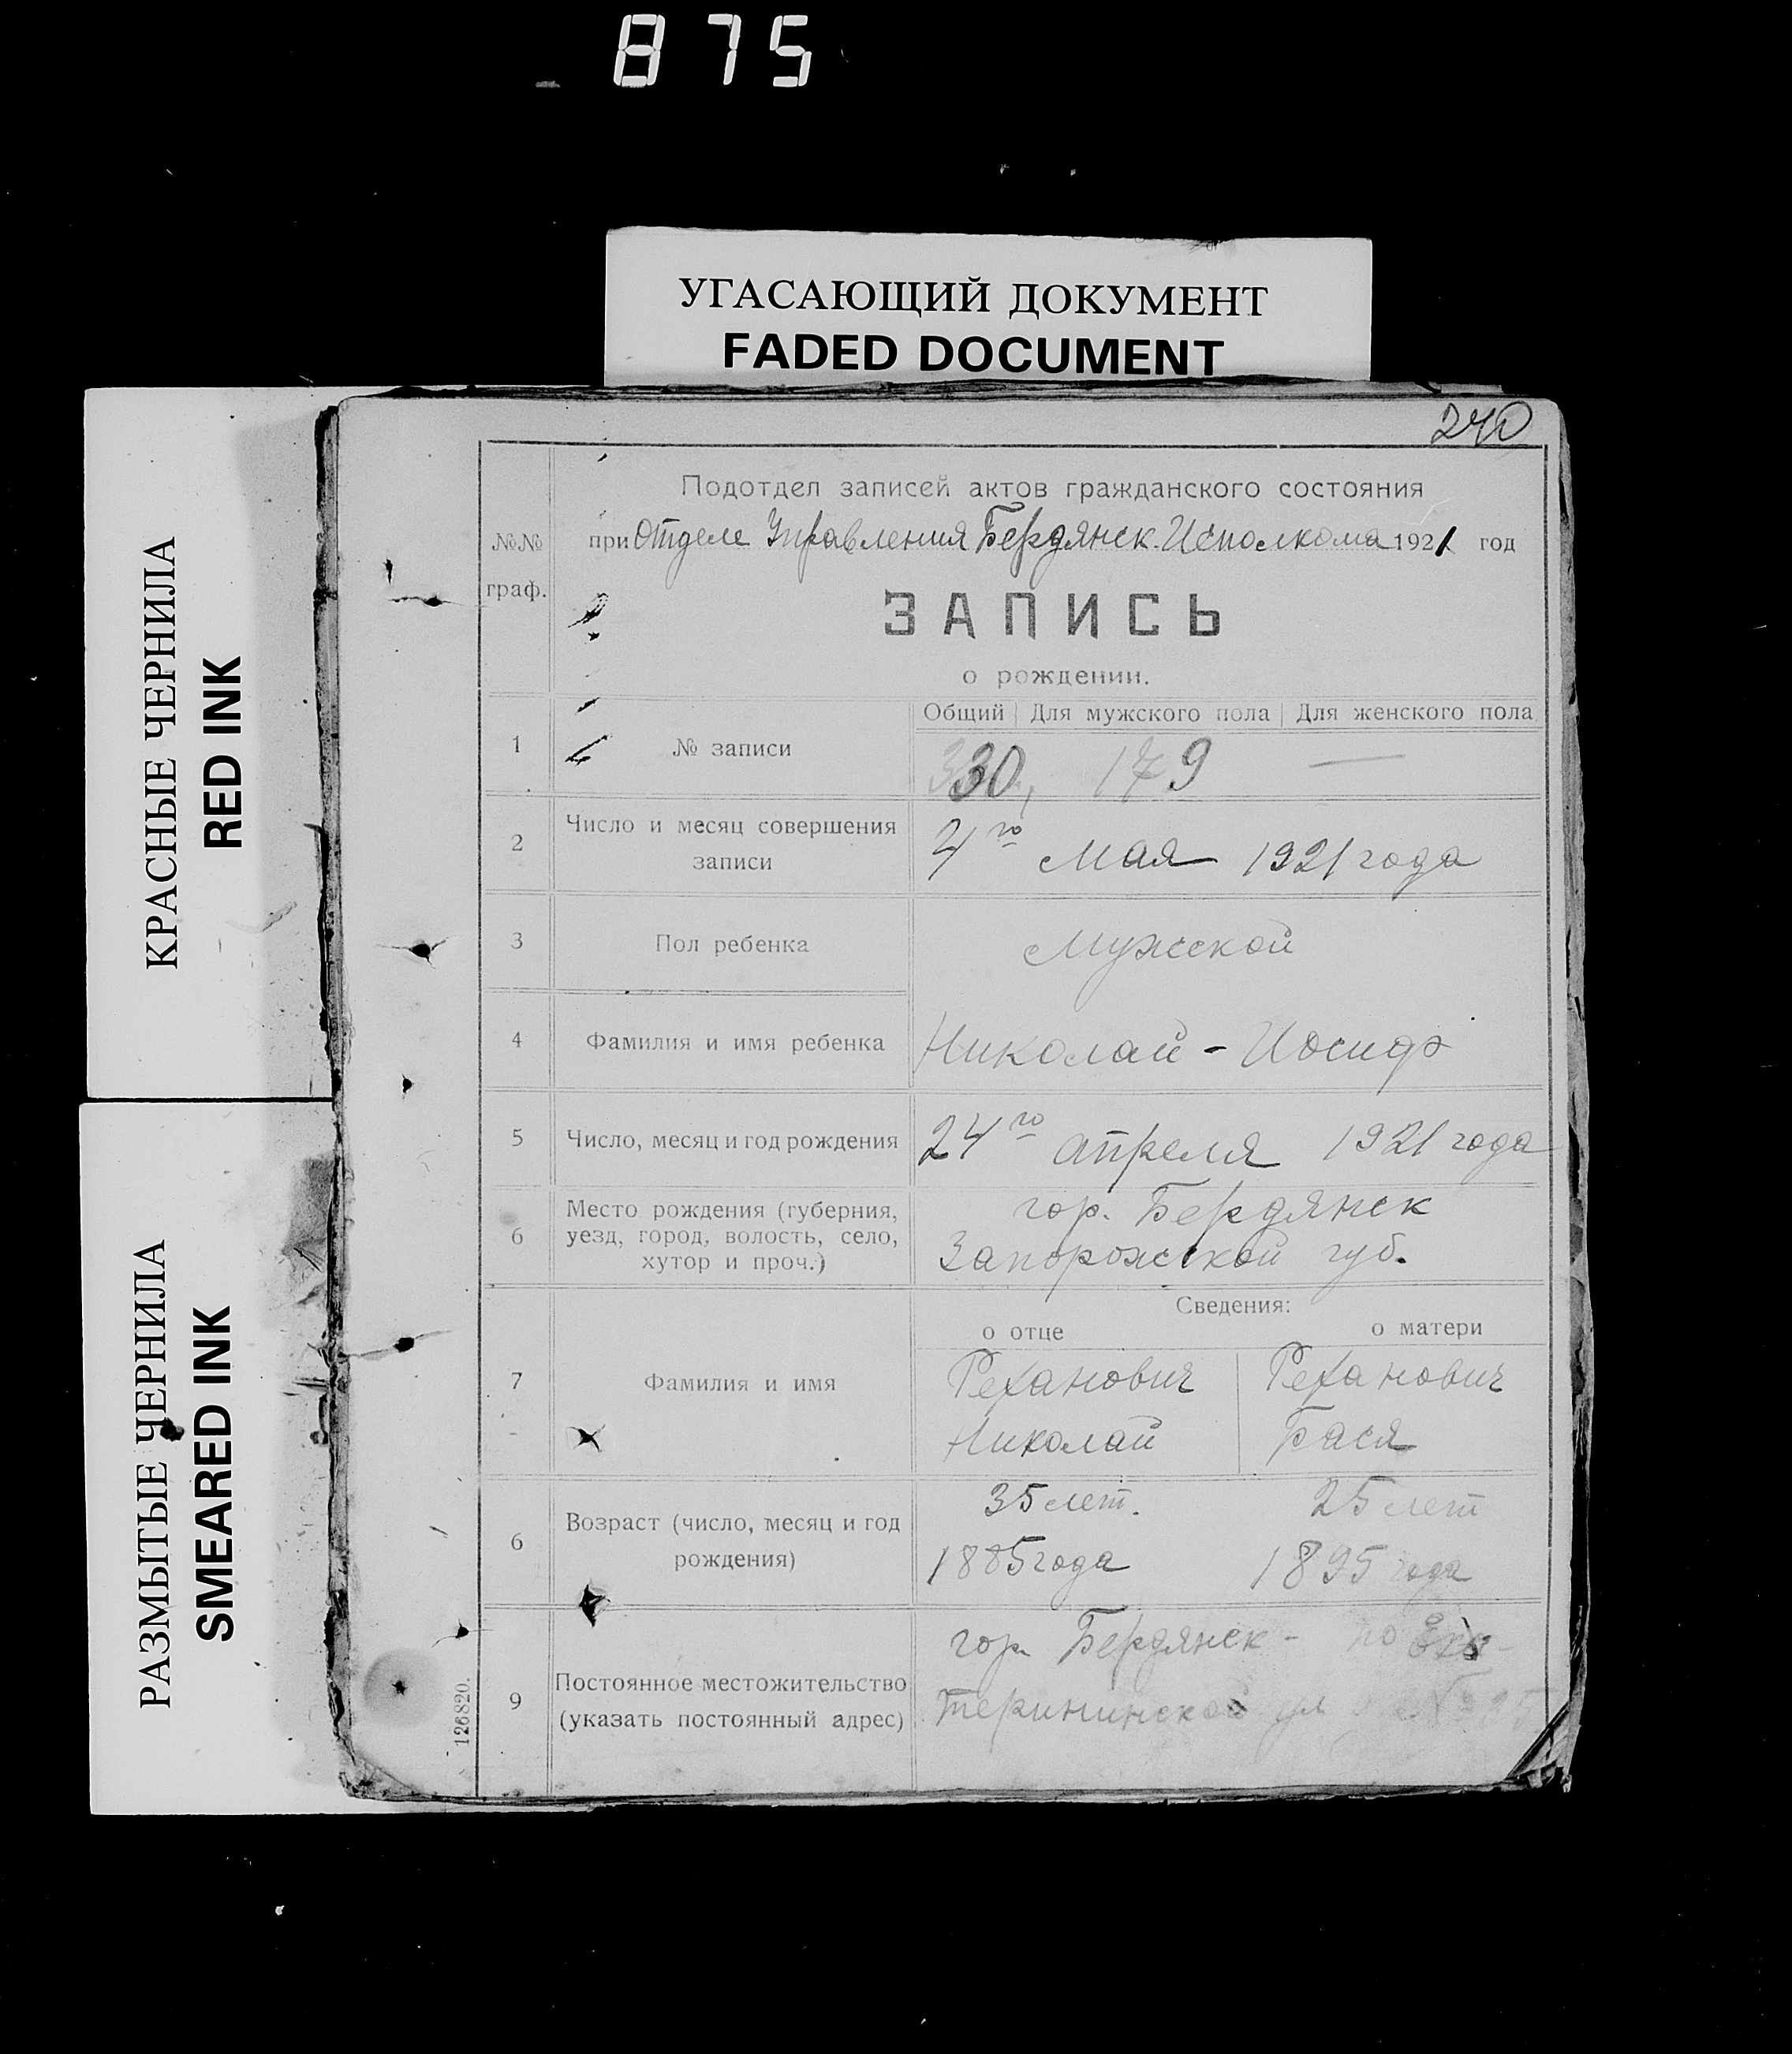 875
УГАСАЮЩИЙ ДОКУМЕНТ
FADED DOCUMENT
КРАСНЫЕ ЧЕРНИЛА
RED INK
РАЗМЫТЫЕ ЧЕРНИЛА
SMEARED INK
240
Подотдел записей актов гражданского состояния
№№ граф.
при Отделе Управления Бердянск. Исполкома 1921 год
ЗАПИСЬ
о рождении.
Общий Для мужского пола Для женского пола
1 № записи 330, 179 —
2 Число и месяц совершения
записи
4го Мая 1921 года
3 Пол ребенка Мужской
4 Фамилия и имя ребенка Николай - Иосиф
5 Число, месяц и год рождения 24го апреля 1921 года
6 Место рождения (губерния,
уезд, город, волость, село,
хутор и проч.)
гор. Бердянск
Запорожской губ.
Сведения:
о отце о матери
7 Фамилия и имя
Реханович Реханович
Николай Бася
6 Возраст (число, месяц и год
рождения)
35 лет. 25 лет
1885 года 1895 года
9 Постоянное местожительство
(указать постоянный адрес)
гор. Бердянск - по Ека-
терининской ул
126820.